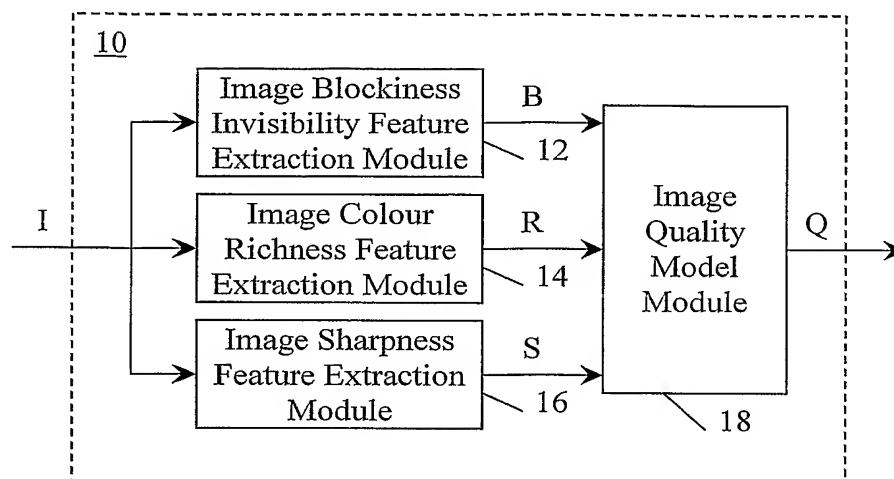 10
Image Blockiness
Invisibility Feature
Extraction Module
B
12
I
Image Colour
Richness Feature
Extraction Module
R
14
Image Sharpness
Feature Extraction
Module
S
16
Image
Quality
Model
Module
18
Q